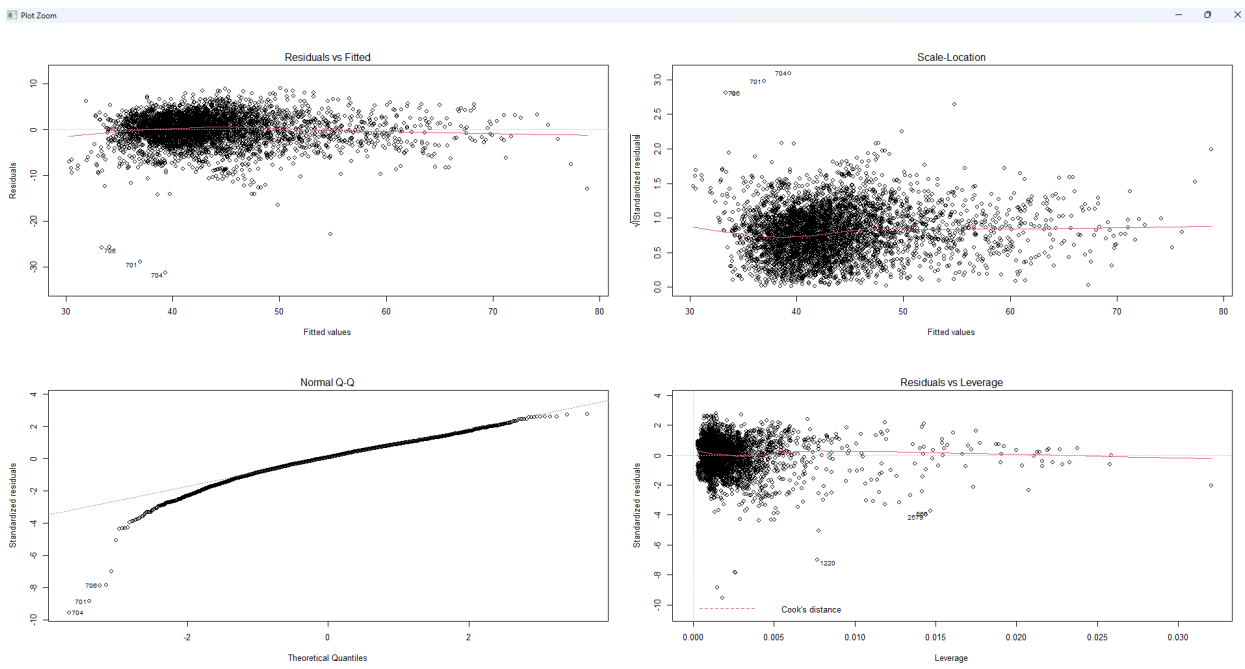 Plot Zoom
Residuals vs Fitted
Residuals
10
0
-10
-20
-30
706
701
704
30 40 50 60 70 80
Fitted values
Scale-Location
√|Standardized residuals|
3.0
2.5
2.0
1.5
1.0
0.5
0.0
704
701
706
30 40 50 60 70 80
Fitted values
Normal Q-Q
Standardized residuals
4
2
0
-2
-4
-6
-8
-10
706
701
704
-2 0 2
Theoretical Quantiles
Residuals vs Leverage
Standardized residuals
4
2
0
-2
-4
-6
-8
-10
2579
1220
Cook's distance
0.000 0.005 0.010 0.015 0.020 0.025 0.030
Leverage